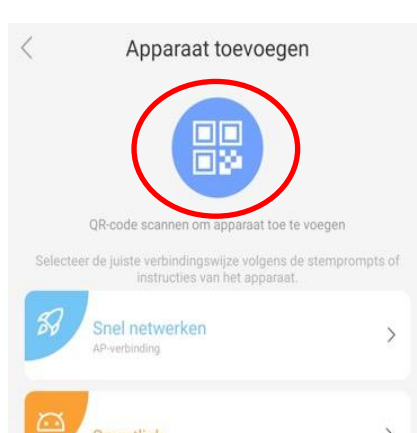 Apparaat toevoegen
QR-code scannen om apparaat toe te voegen
Selecteer de juiste verbindingswijze volgens de stemprompts of
instructies van het apparaat.
Snel netwerken
AP-verbinding